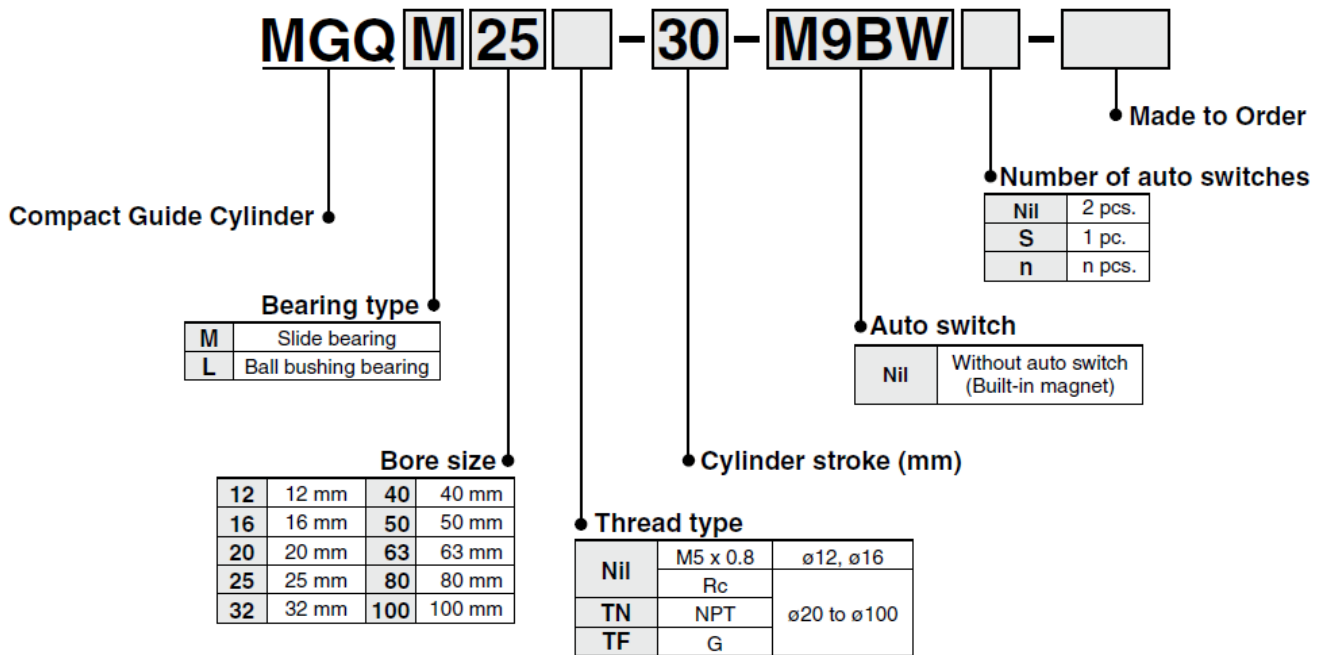 MGQ M 25 - 30 - M9BW -
Made to Order
Number of auto switches
Nil 2 pcs.
S 1 pc.
n n pcs.
Compact Guide Cylinder
Bearing type
M Slide bearing
L Ball bushing bearing
Auto switch
Nil Without auto switch
(Built-in magnet)
Bore size
12 12 mm 40 40 mm
16 16 mm 50 50 mm
20 20 mm 63 63 mm
25 25 mm 80 80 mm
32 32 mm 100 100 mm
Cylinder stroke (mm)
Thread type
Nil M5 x 0.8 ø12, ø16
Rc
TN NPT ø20 to ø100
TF G